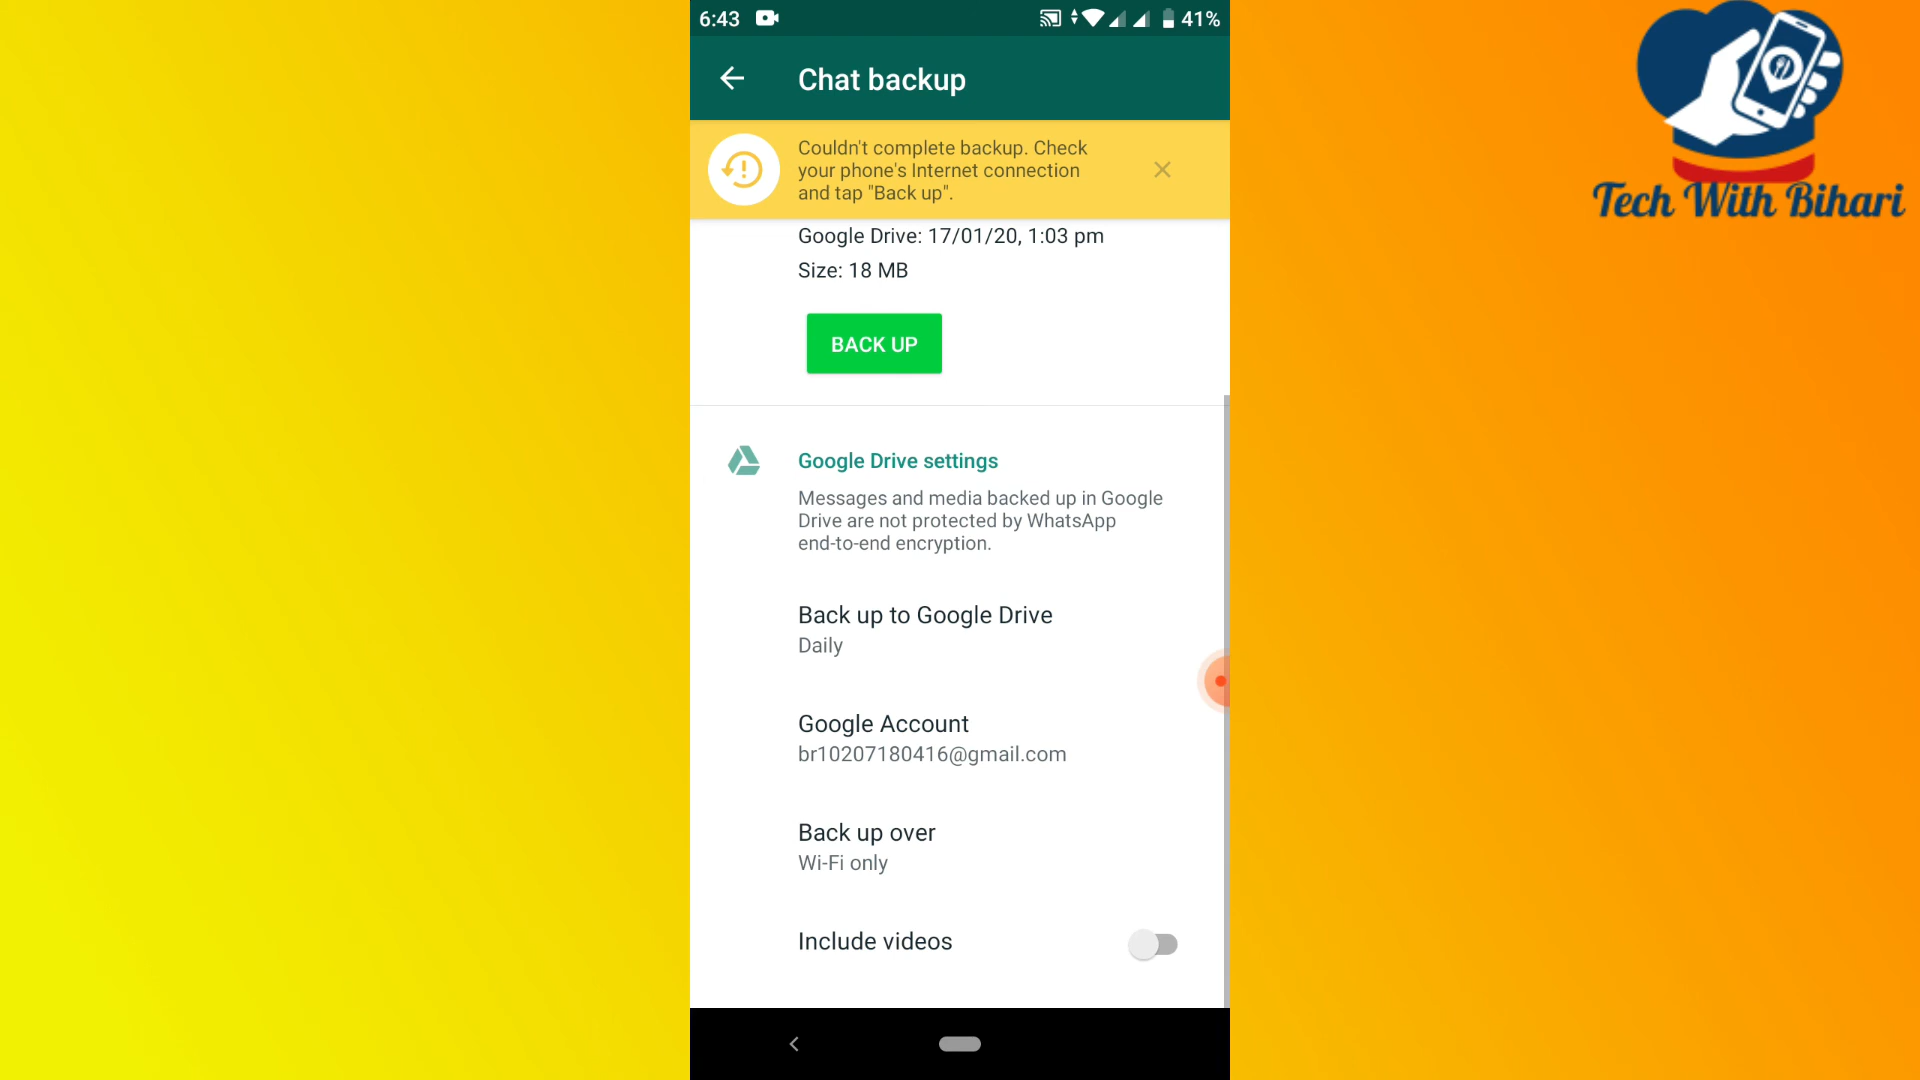 6:43
41%
Chat backup
Couldn't complete backup. Check
your phone's Internet connection
and tap "Back up".
Google Drive: 17/01/20, 1:03 pm
Size: 18 MB
BACK UP
Google Drive settings
Messages and media backed up in Google
Drive are not protected by WhatsApp
end-to-end encryption.
Back up to Google Drive
Daily
Google Account
br10207180416@gmail.com
Back up over
Wi-Fi only
Include videos
Tech With Bihari